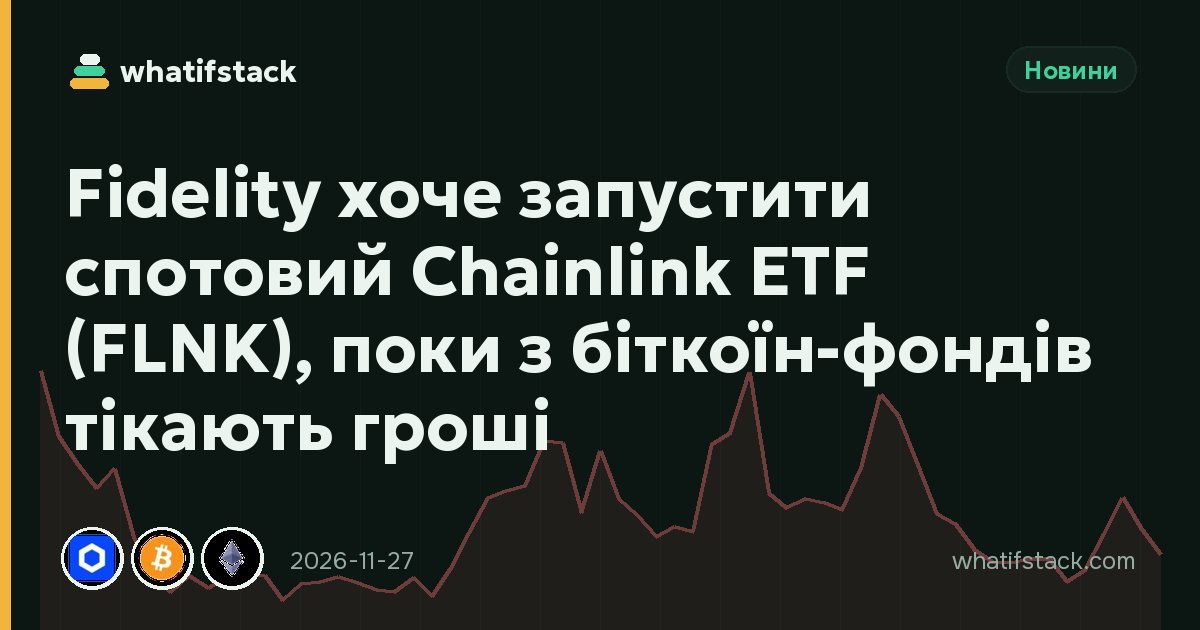 whatifstack
Новини
Fidelity хоче запустити
спотовий Chainlink ETF
(FLNK), поки з біткоїн-фондів
тікають гроші
2026-11-27
whatifstack.com